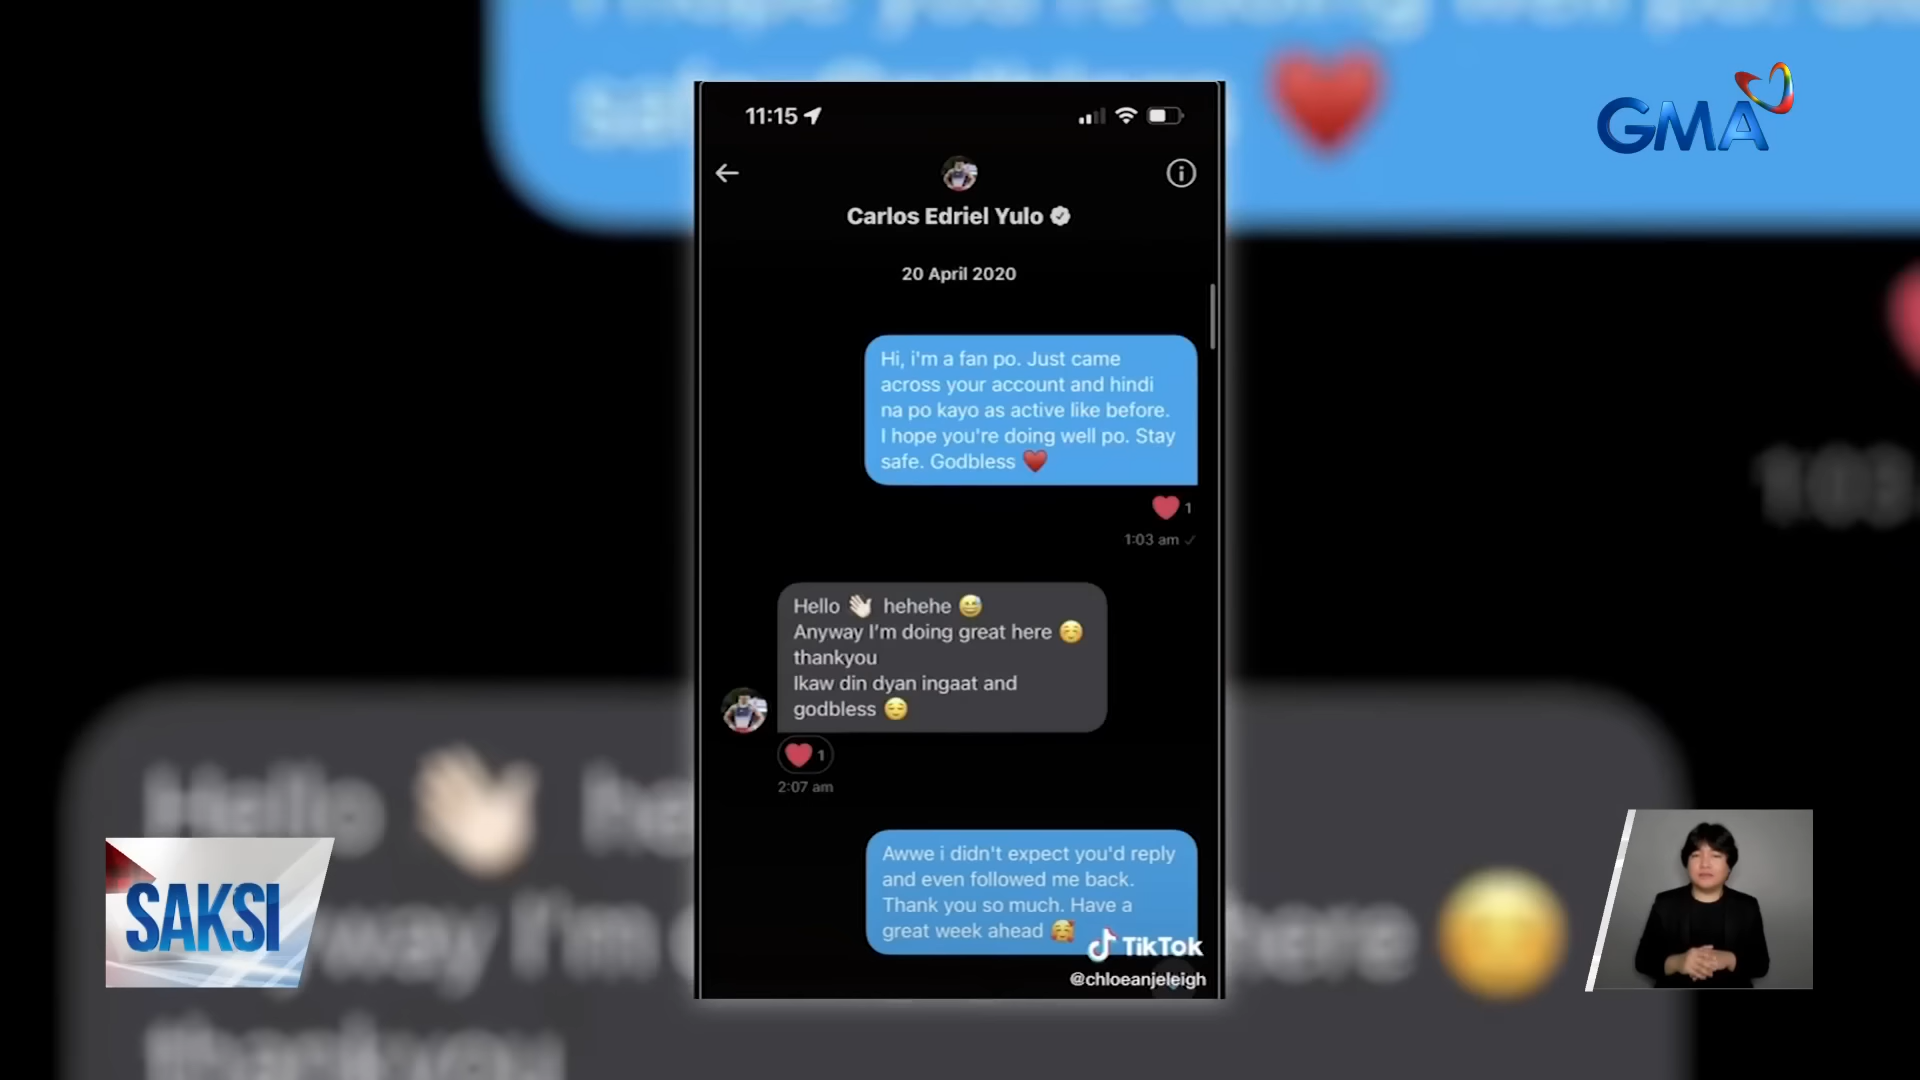 11:15
GMA
Carlos Edriel Yulo
20 April 2020
Hi, i'm a fan po. Just came
across your account and hindi
na po kayo as active like before.
I hope you're doing well po. Stay
safe. Godbless ❤️
❤️ 1
1:03 am ✓
Hello 👋🏻 hehehe 😅
Anyway I'm doing great here ☺️
thankyou
Ikaw din dyan ingaat and
godbless 😌
❤️ 1
2:07 am
Awwe i didn't expect you'd reply
and even followed me back.
Thank you so much. Have a
great week ahead 🥰
TikTok
@chloeanjeleigh
SAKSI